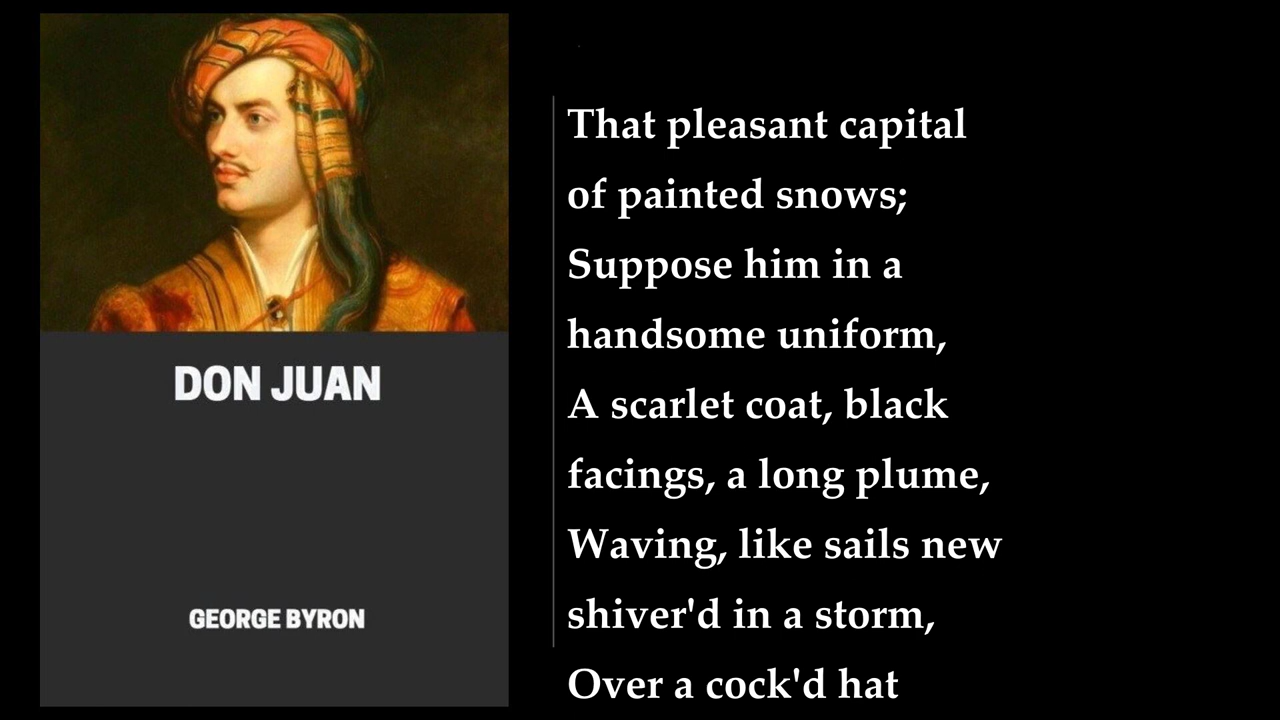 DON JUAN
GEORGE BYRON
That pleasant capital
of painted snows;
Suppose him in a
handsome uniform,
A scarlet coat, black
facings, a long plume,
Waving, like sails new
shiver'd in a storm,
Over a cock'd hat